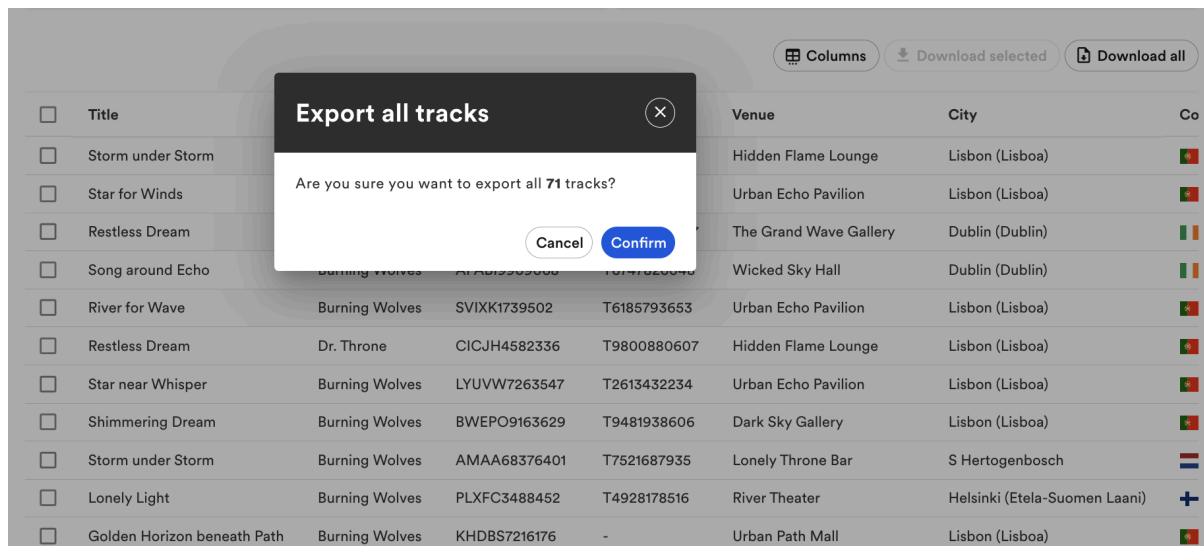 Columns Download selected Download all
Title Venue City Co
Export all tracks
Are you sure you want to export all 71 tracks?
Cancel Confirm
Storm under Storm Hidden Flame Lounge Lisbon (Lisboa)
Star for Winds Urban Echo Pavilion Lisbon (Lisboa)
Restless Dream The Grand Wave Gallery Dublin (Dublin)
Song around Echo Burning Wolves Wicked Sky Hall Dublin (Dublin)
River for Wave Burning Wolves SVIXK1739502 T6185793653 Urban Echo Pavilion Lisbon (Lisboa)
Restless Dream Dr. Throne CICJH4582336 T9800880607 Hidden Flame Lounge Lisbon (Lisboa)
Star near Whisper Burning Wolves LYUVW7263547 T2613432234 Urban Echo Pavilion Lisbon (Lisboa)
Shimmering Dream Burning Wolves BWEPO9163629 T9481938606 Dark Sky Gallery Lisbon (Lisboa)
Storm under Storm Burning Wolves AMAA68376401 T7521687935 Lonely Throne Bar S Hertogenbosch
Lonely Light Burning Wolves PLXFC3488452 T4928178516 River Theater Helsinki (Etela-Suomen Laani)
Golden Horizon beneath Path Burning Wolves KHDBS7216176 - Urban Path Mall Lisbon (Lisboa)